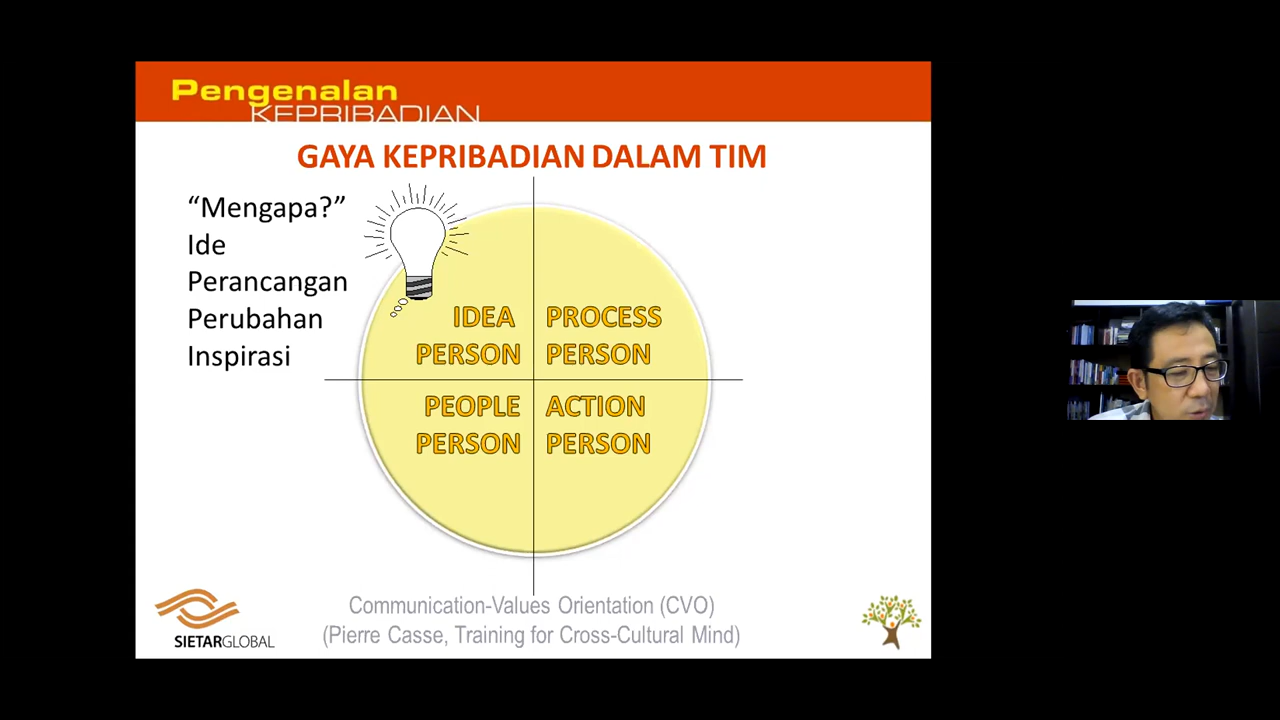 Pengenalan
KEPRIBADIAN
GAYA KEPRIBADIAN DALAM TIM
“Mengapa?”
Ide
Perancangan
Perubahan
Inspirasi
IDEA
PERSON
PROCESS
PERSON
PEOPLE
PERSON
ACTION
PERSON
Communication-Values Orientation (CVO)
(Pierre Casse, Training for Cross-Cultural Mind)
SIETARGLOBAL